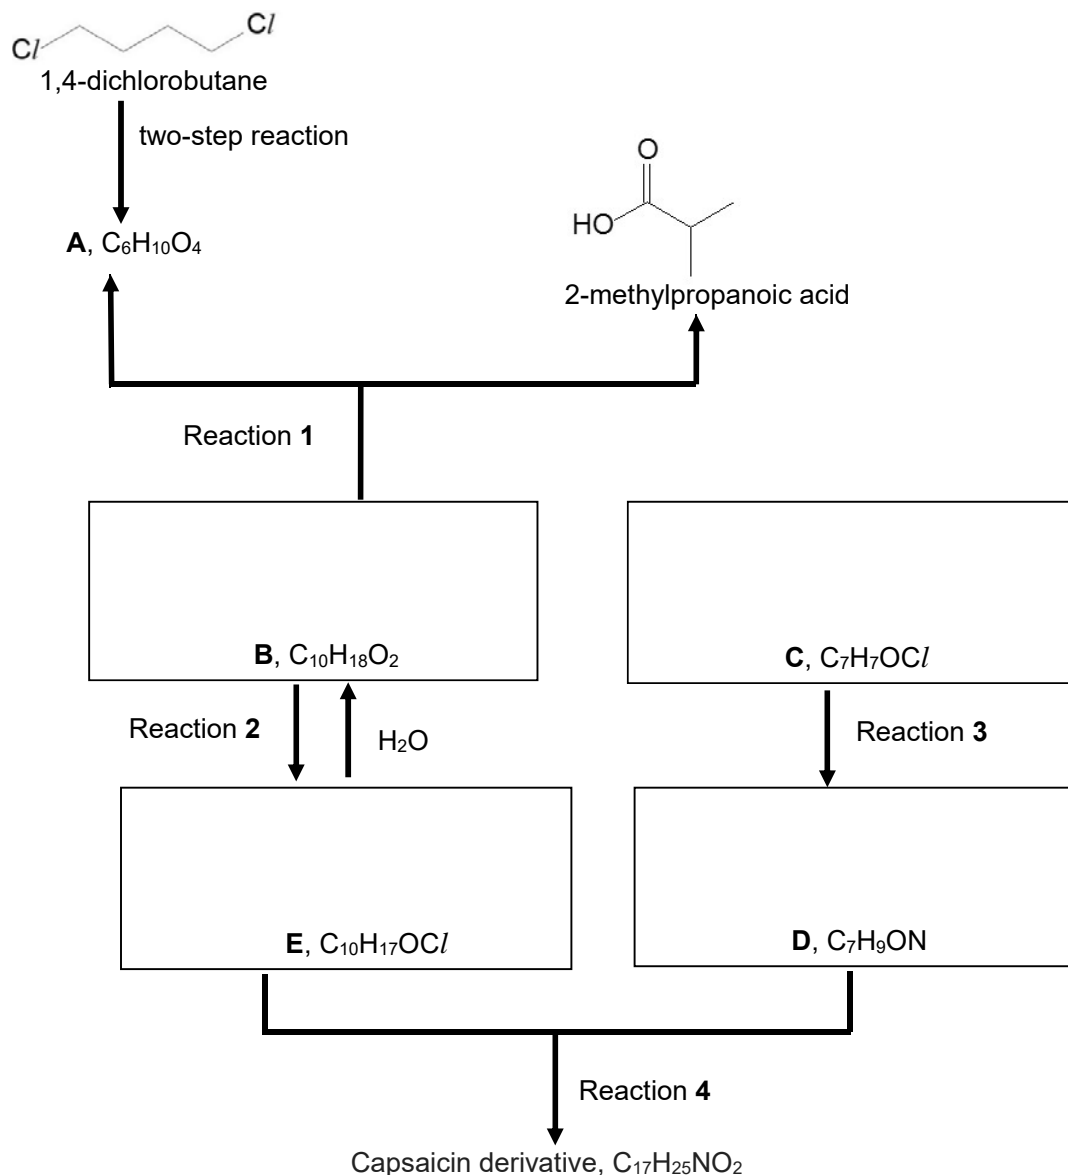 Cl
Cl
1,4-dichlorobutane
two-step reaction
O
HO
A, C₆H₁₀O₄
2-methylpropanoic acid
Reaction 1
B, C₁₀H₁₈O₂
C, C₇H₇OCl
Reaction 2
H₂O
Reaction 3
E, C₁₀H₁₇OCl
D, C₇H₉ON
Reaction 4
Capsaicin derivative, C₁₇H₂₅NO₂